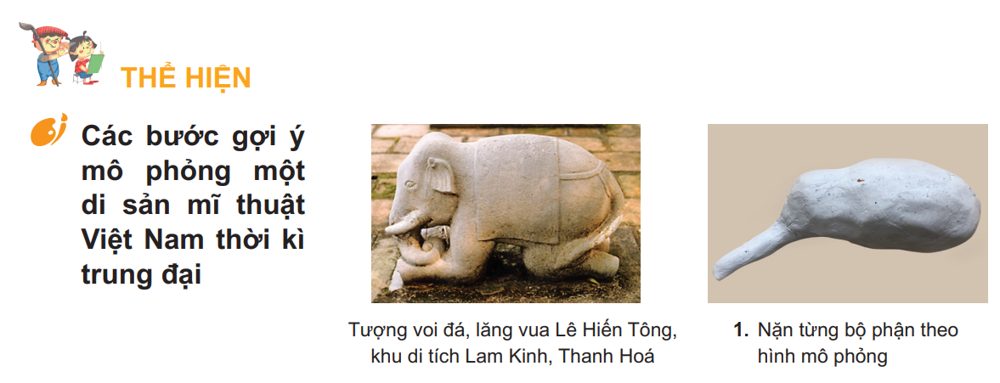 THỂ HIỆN
Các bước gợi ý
mô phỏng một
di sản mĩ thuật
Việt Nam thời kì
trung đại
Tượng voi đá, lăng vua Lê Hiến Tông,
khu di tích Lam Kinh, Thanh Hoá
1. Nặn từng bộ phận theo
hình mô phỏng